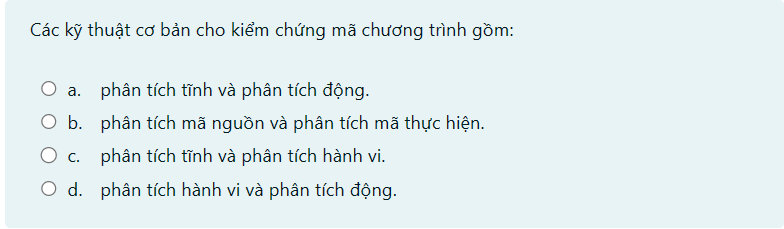 Các kỹ thuật cơ bản cho kiểm chứng mã chương trình gồm:
a. phân tích tĩnh và phân tích động.
b. phân tích mã nguồn và phân tích mã thực hiện.
c. phân tích tĩnh và phân tích hành vi.
d. phân tích hành vi và phân tích động.